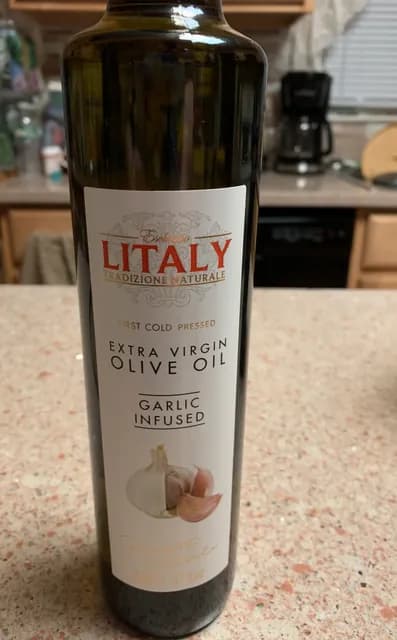 LITALY
TRADIZIONE NATURALE
FIRST COLD PRESSED
EXTRA VIRGIN
OLIVE OIL
GARLIC
INFUSED